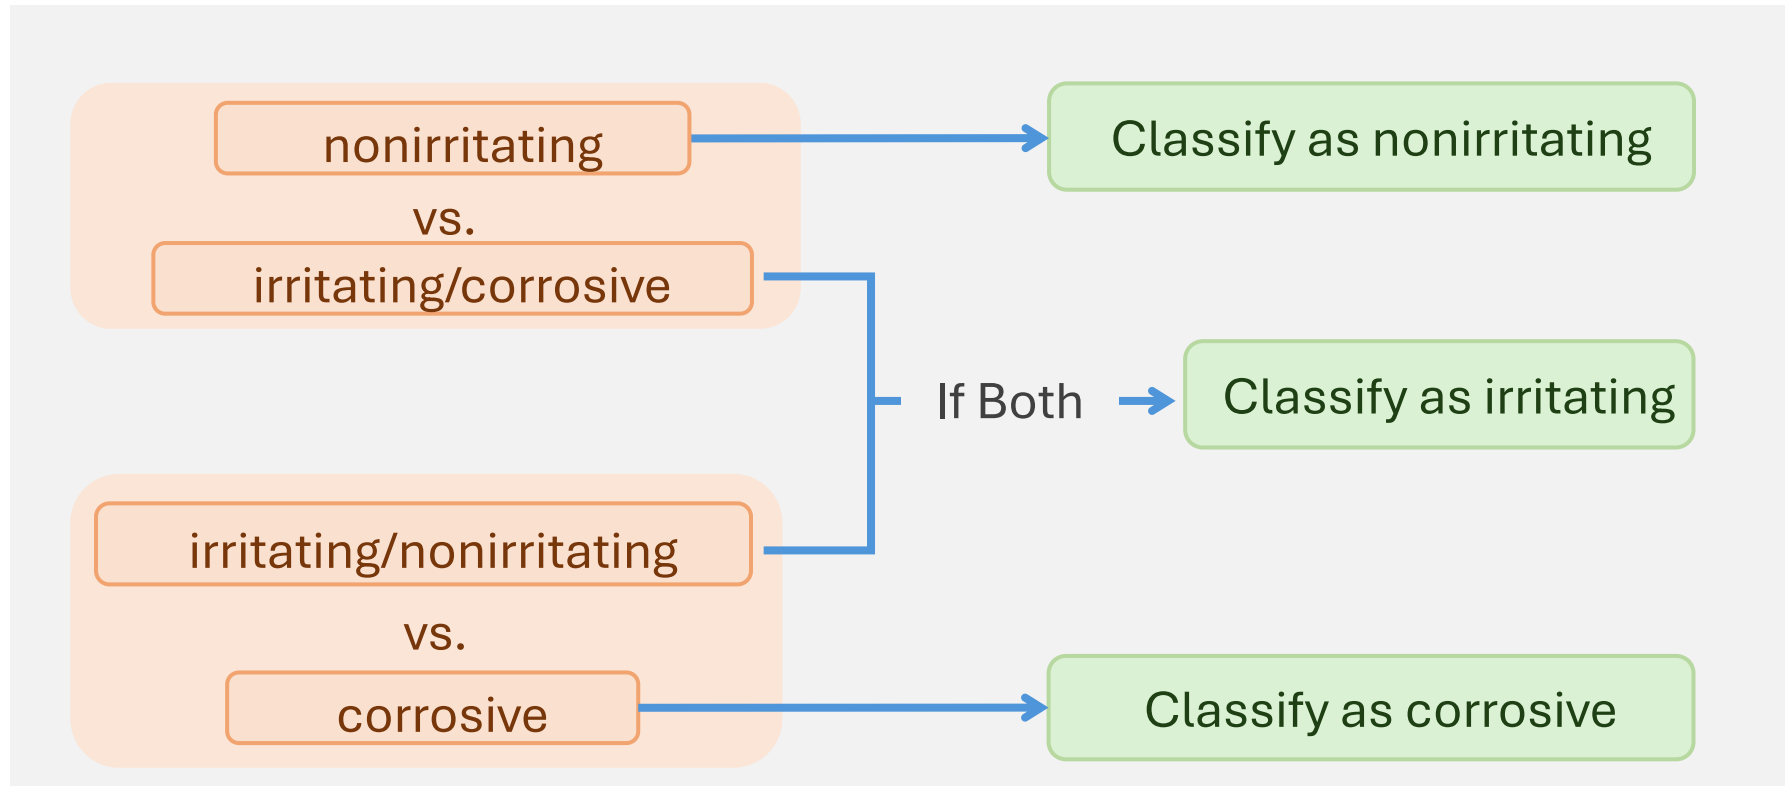 nonirritating
vs.
irritating/corrosive
Classify as nonirritating
If Both
Classify as irritating
irritating/nonirritating
vs.
corrosive
Classify as corrosive